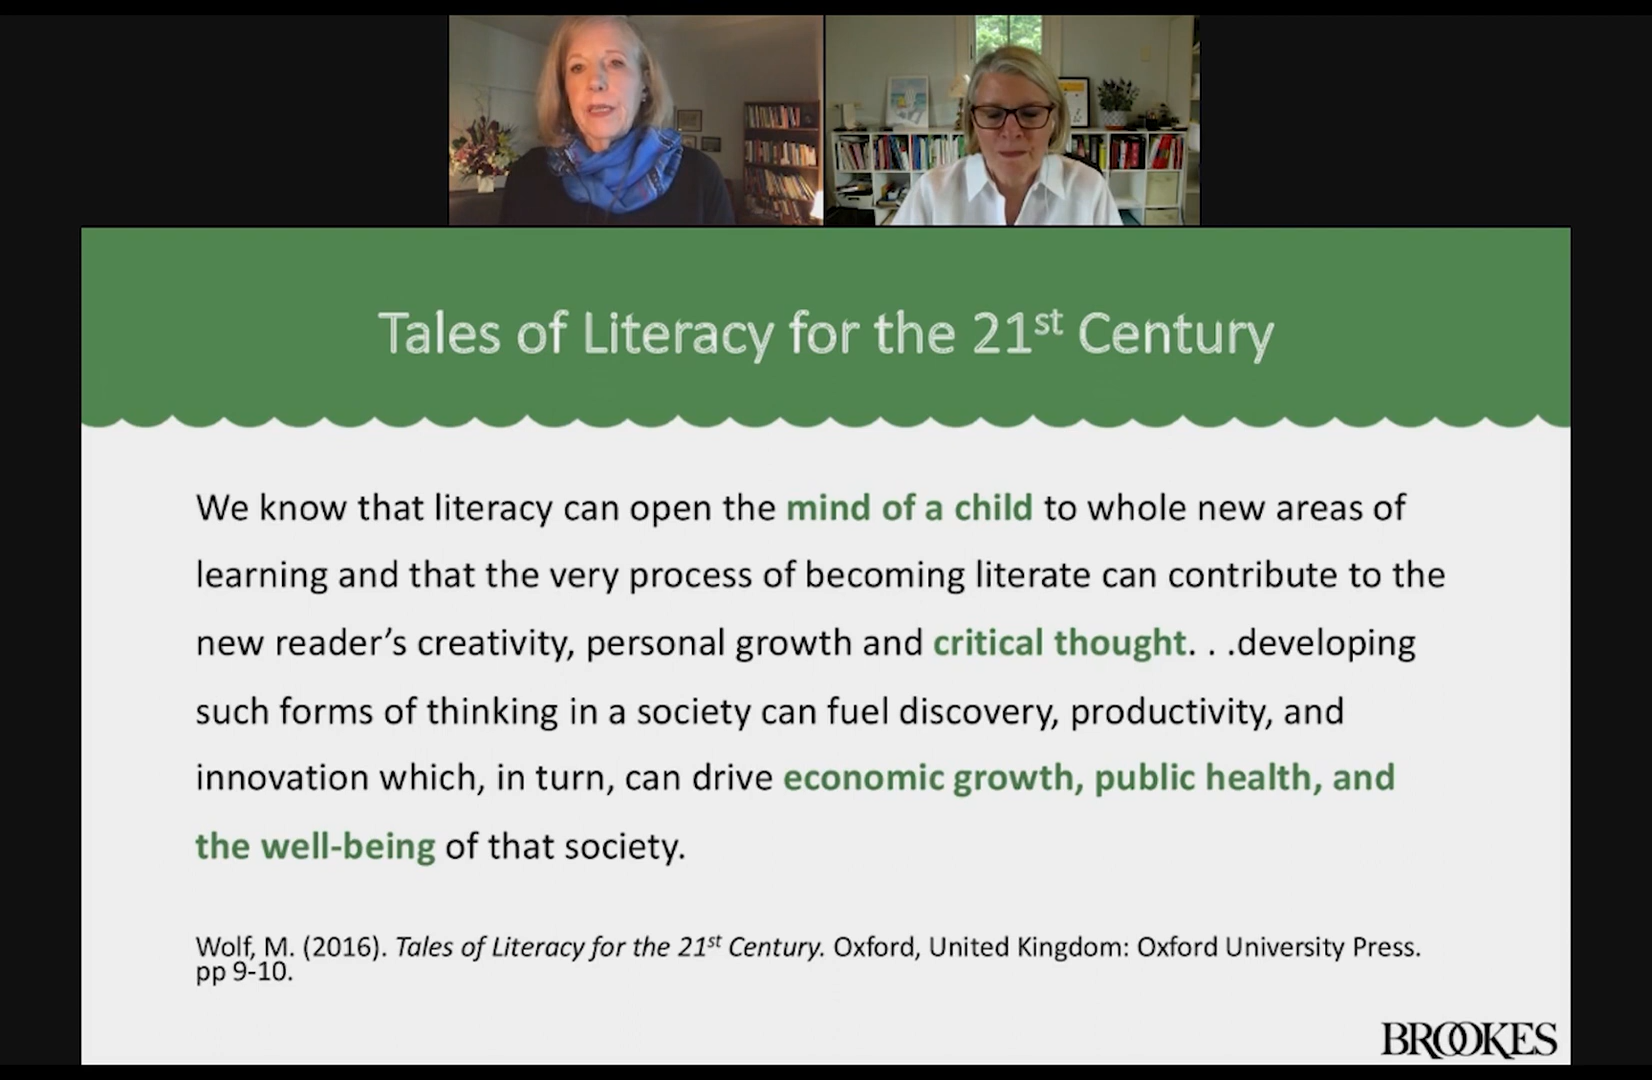 Tales of Literacy for the 21st Century
We know that literacy can open the mind of a child to whole new areas of
learning and that the very process of becoming literate can contribute to the
new reader’s creativity, personal growth and critical thought. . .developing
such forms of thinking in a society can fuel discovery, productivity, and
innovation which, in turn, can drive economic growth, public health, and
the well-being of that society.
Wolf, M. (2016). Tales of Literacy for the 21st Century. Oxford, United Kingdom: Oxford University Press.
pp 9-10.
BROOKES